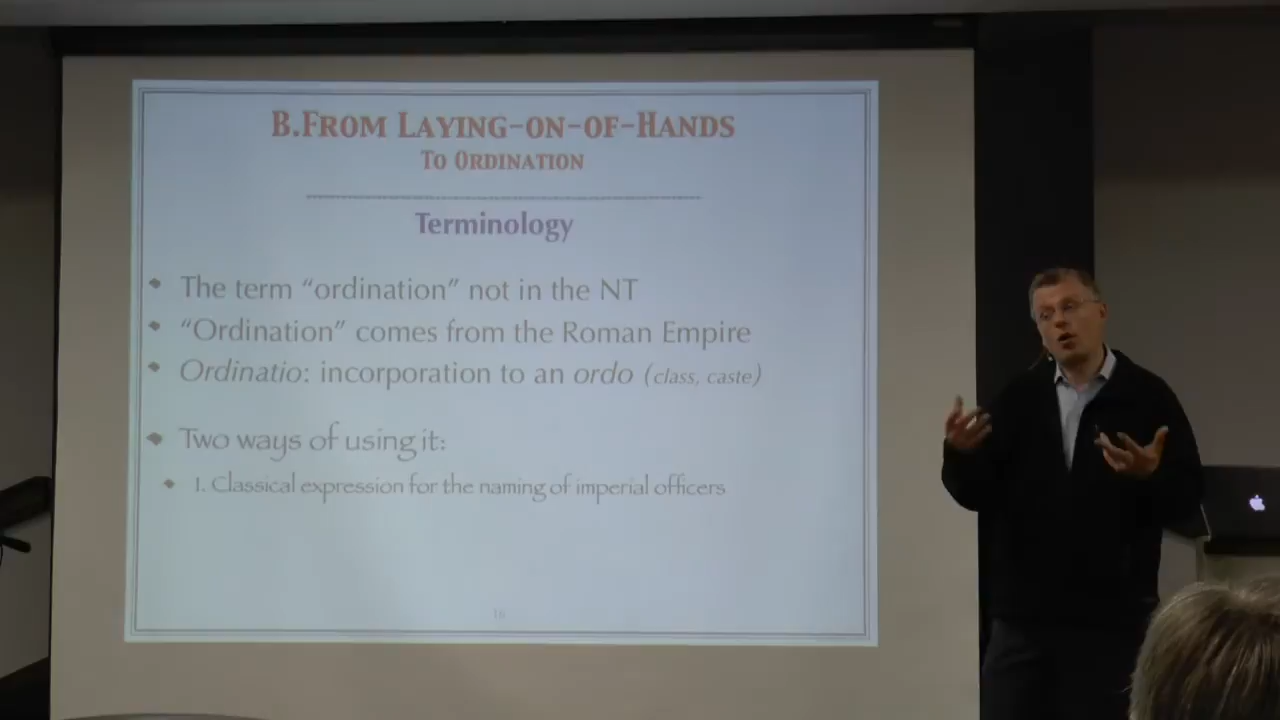 B.From Laying-on-of-Hands
To Ordination
Terminology
The term “ordination” not in the NT
“Ordination” comes from the Roman Empire
Ordinatio: incorporation to an ordo (class, caste)
Two ways of using it:
1. Classical expression for the naming of imperial officers
16